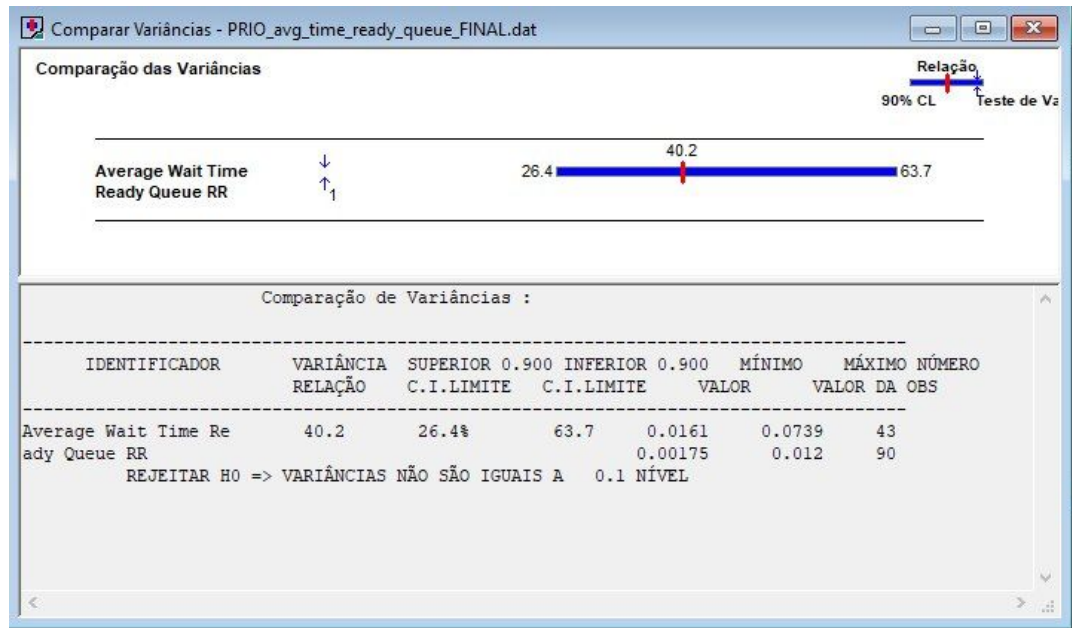 Comparar Variâncias - PRIO_avg_time_ready_queue_FINAL.dat
Comparação das Variâncias
Relação
90% CL Teste de Va
40.2
Average Wait Time 26.4 63.7
Ready Queue RR 1
Comparação de Variâncias :
IDENTIFICADOR VARIÂNCIA SUPERIOR 0.900 INFERIOR 0.900 MÍNIMO MÁXIMO NÚMERO
RELAÇÃO C.I.LIMITE C.I.LIMITE VALOR VALOR DA OBS
Average Wait Time Re 40.2 26.4% 63.7 0.0161 0.0739 43
ady Queue RR 0.00175 0.012 90
REJEITAR H0 => VARIÂNCIAS NÃO SÃO IGUAIS A 0.1 NÍVEL